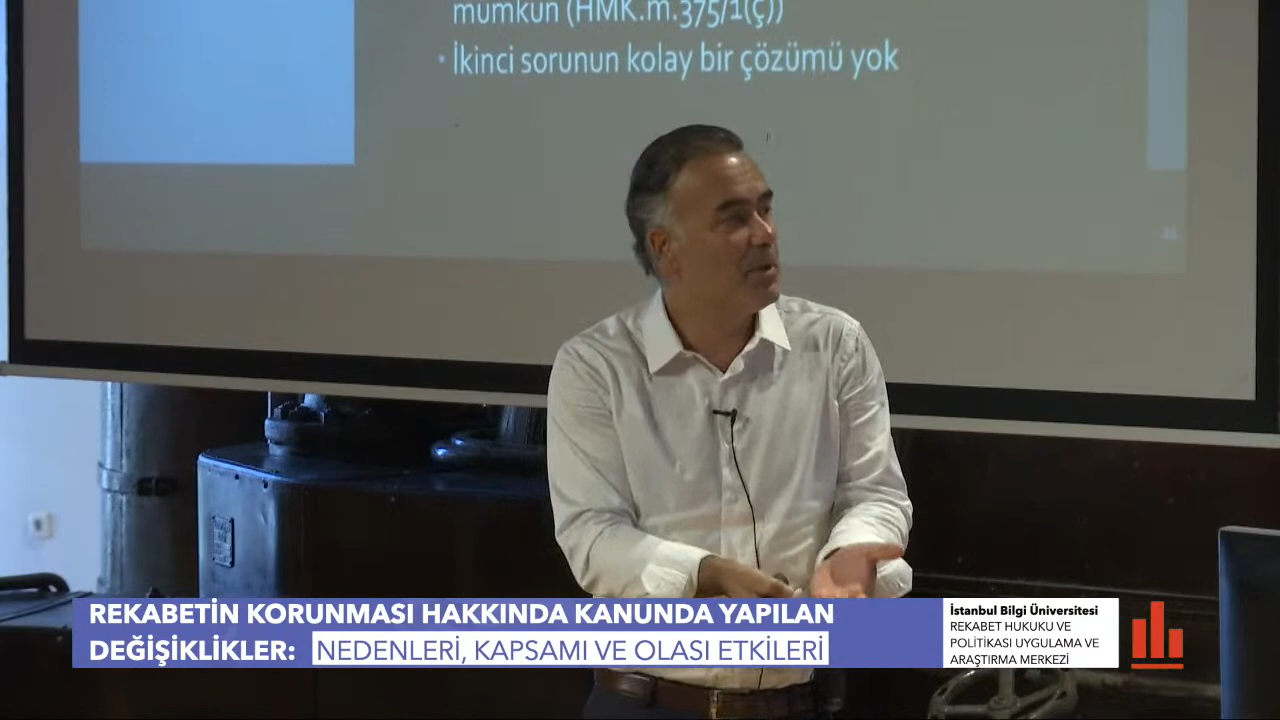 mümkün (HMK.m.375/1(ç))
• İkinci sorunun kolay bir çözümü yok
REKABETİN KORUNMASI HAKKINDA KANUNDA YAPILAN
DEĞİŞİKLİKLER: NEDENLERİ, KAPSAMI VE OLASI ETKİLERİ
İstanbul Bilgi Üniversitesi
REKABET HUKUKU VE
POLİTİKASI UYGULAMA VE
ARAŞTIRMA MERKEZİ